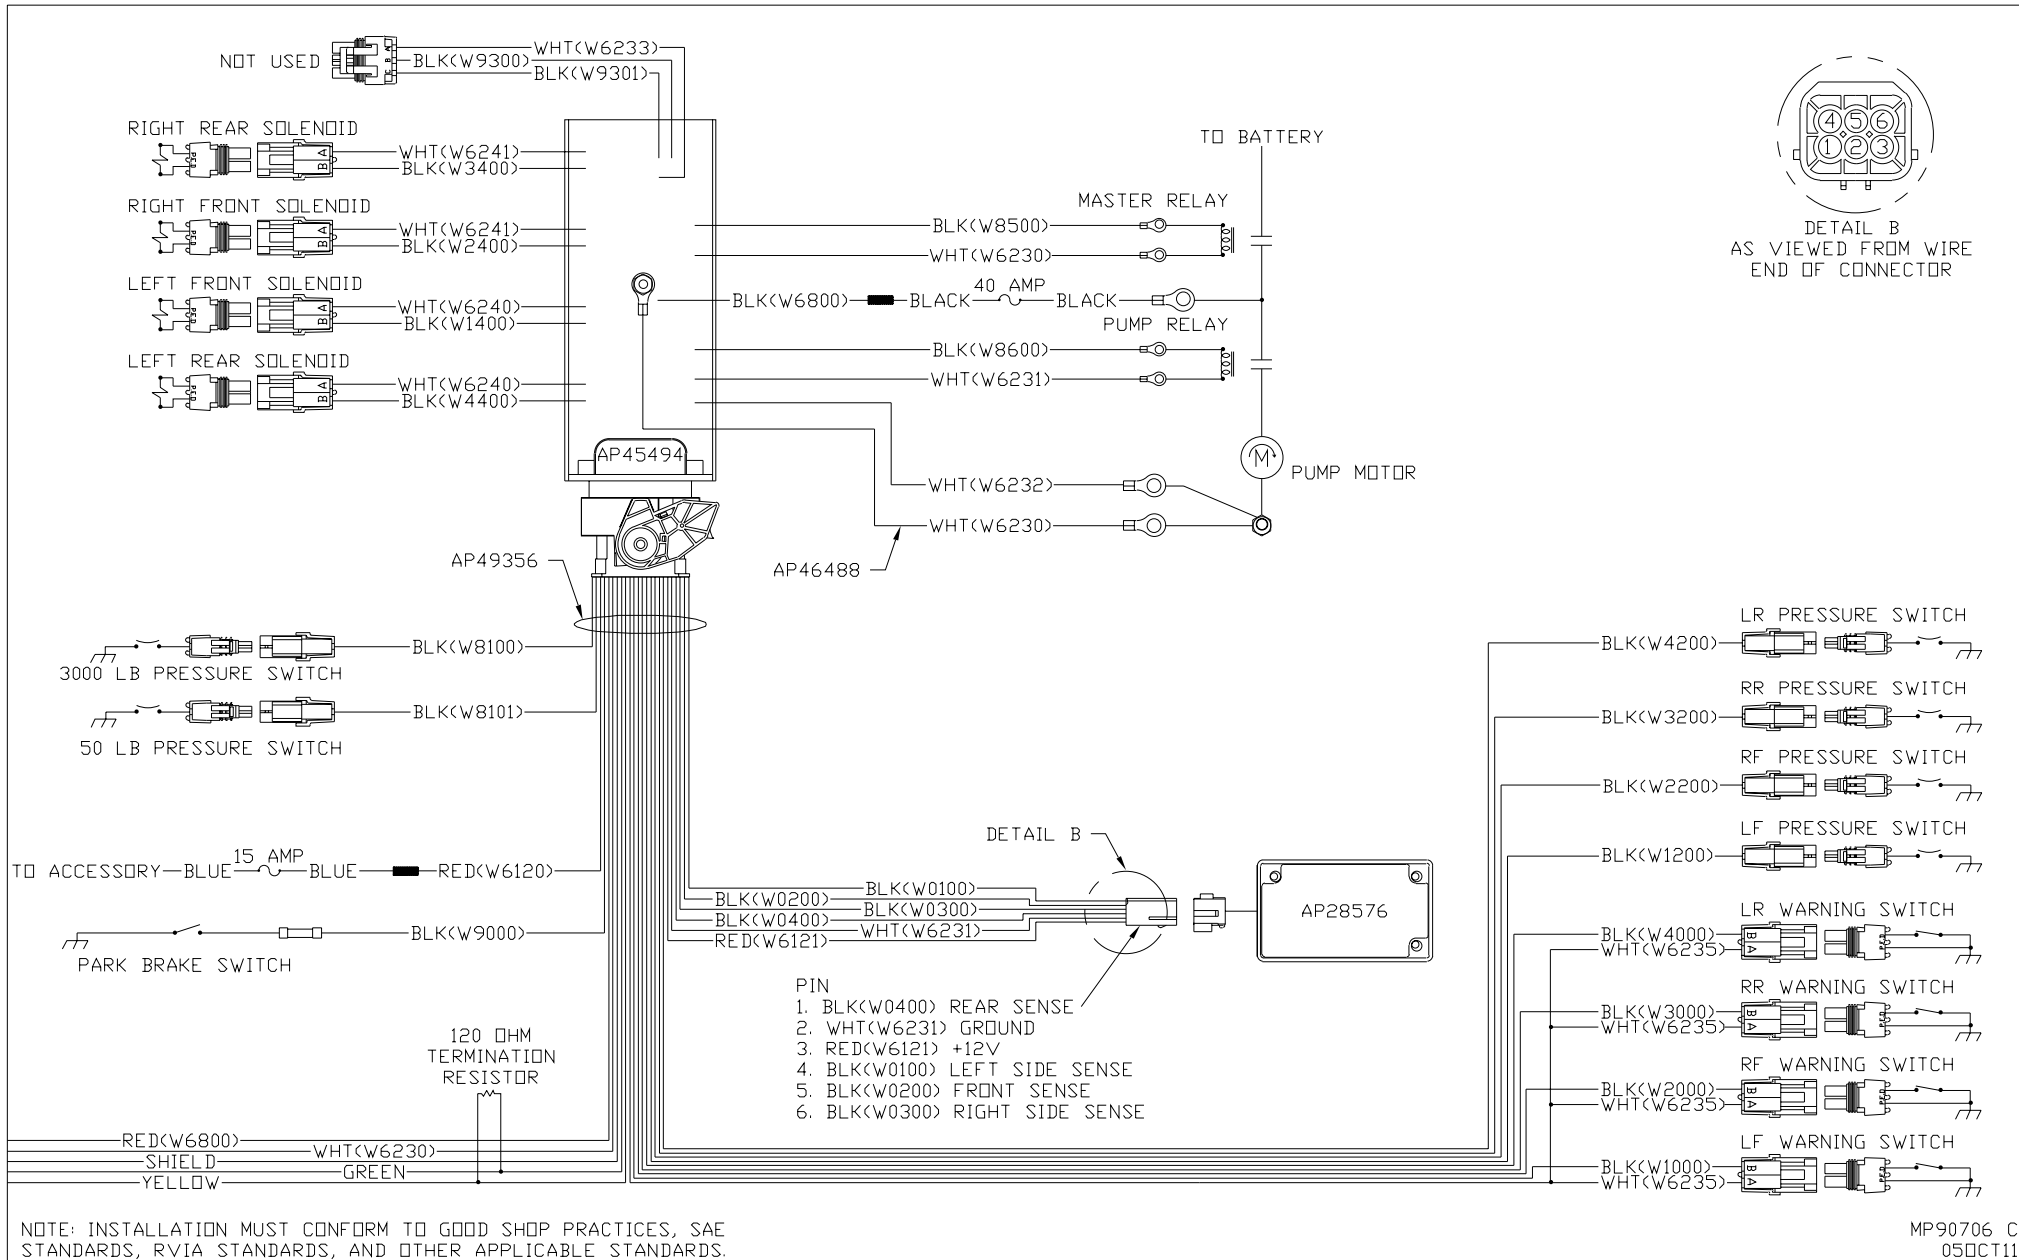 NOT USED
A
B
C
WHT(W6233)
BLK(W9300)
BLK(W9301)
RIGHT REAR SOLENOID
A
B
WHT(W6241)
BLK(W3400)
RIGHT FRONT SOLENOID
A
B
WHT(W6241)
BLK(W2400)
LEFT FRONT SOLENOID
A
B
WHT(W6240)
BLK(W1400)
LEFT REAR SOLENOID
A
B
WHT(W6240)
BLK(W4400)
AP45494
TO BATTERY
MASTER RELAY
BLK(W8500)
WHT(W6230)
BLK(W6800)
BLACK
40 AMP
BLACK
PUMP RELAY
BLK(W8600)
WHT(W6231)
M
PUMP MOTOR
WHT(W6232)
WHT(W6230)
AP46488
4 5 6
1 2 3
DETAIL B
AS VIEWED FROM WIRE
END OF CONNECTOR
AP49356
BLK(W8100)
3000 LB PRESSURE SWITCH
BLK(W8101)
50 LB PRESSURE SWITCH
TO ACCESSORY
BLUE
15 AMP
BLUE
RED(W6120)
BLK(W9000)
PARK BRAKE SWITCH
120 OHM
TERMINATION
RESISTOR
RED(W6800)
WHT(W6230)
SHIELD
GREEN
YELLOW
DETAIL B
BLK(W0100)
BLK(W0200)
BLK(W0300)
BLK(W0400)
WHT(W6231)
RED(W6121)
AP28576
PIN
1. BLK(W0400) REAR SENSE
2. WHT(W6231) GROUND
3. RED(W6121) +12V
4. BLK(W0100) LEFT SIDE SENSE
5. BLK(W0200) FRONT SENSE
6. BLK(W0300) RIGHT SIDE SENSE
LR PRESSURE SWITCH
BLK(W4200)
RR PRESSURE SWITCH
BLK(W3200)
RF PRESSURE SWITCH
BLK(W2200)
LF PRESSURE SWITCH
BLK(W1200)
LR WARNING SWITCH
BLK(W4000)
WHT(W6235)
B
A
RR WARNING SWITCH
BLK(W3000)
WHT(W6235)
B
A
RF WARNING SWITCH
BLK(W2000)
WHT(W6235)
B
A
LF WARNING SWITCH
BLK(W1000)
WHT(W6235)
B
A
NOTE: INSTALLATION MUST CONFORM TO GOOD SHOP PRACTICES, SAE
STANDARDS, RVIA STANDARDS, AND OTHER APPLICABLE STANDARDS.
MP90706 C
05OCT11